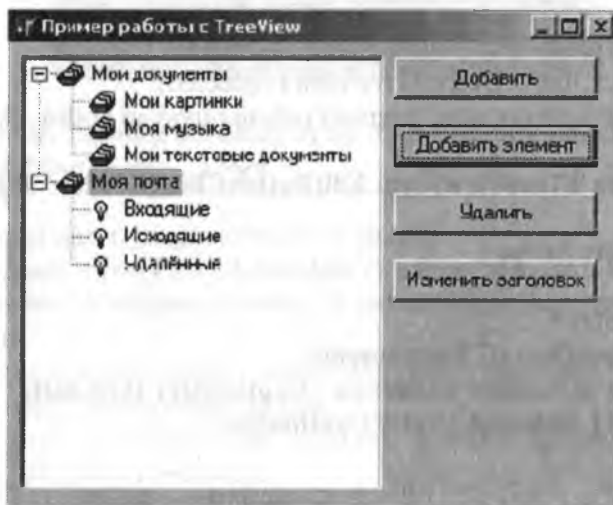 Пример работы с TreeView
Мои документы
Мои картинки
Моя музыка
Мои текстовые документы
Моя почта
Входящие
Исходящие
Удалённые
Добавить
Добавить элемент
Удалить
Изменить заголовок